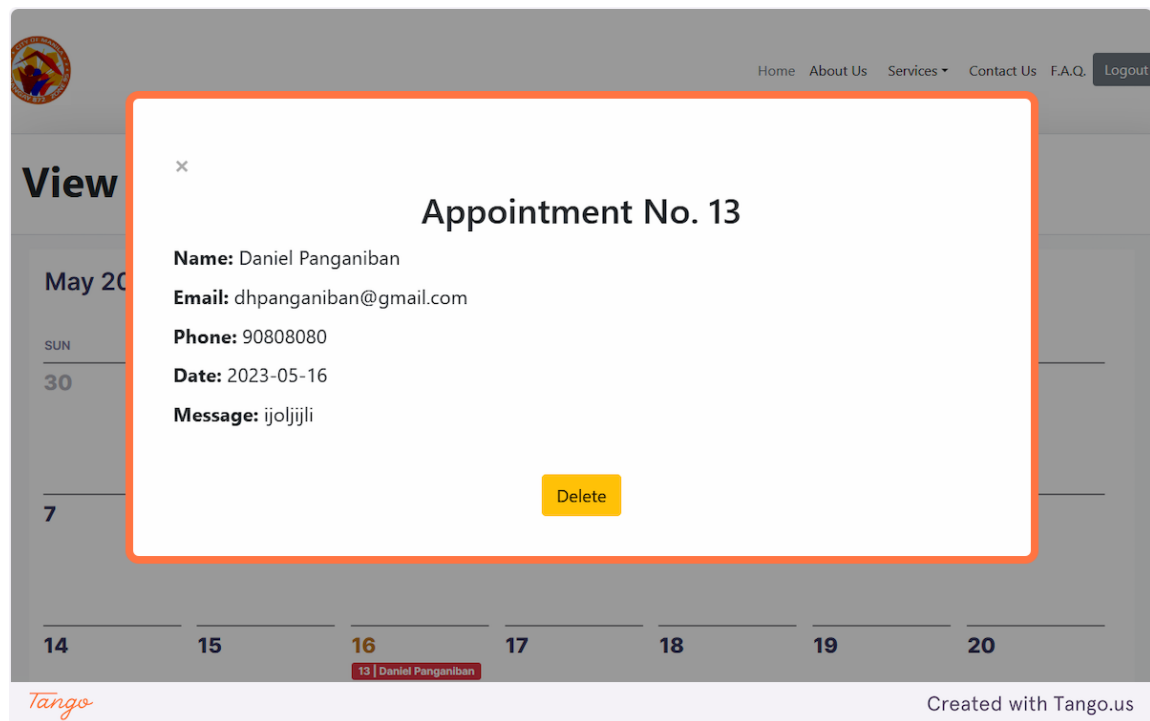 Home About Us Services Contact Us F.A.Q. Logout
View
×
Appointment No. 13
Name: Daniel Panganiban
Email: dhpanganiban@gmail.com
Phone: 90808080
Date: 2023-05-16
Message: ijoljijli
Delete
May 20
SUN
30
7
14 15 16 17 18 19 20
13 | Daniel Panganiban
Tango
Created with Tango.us